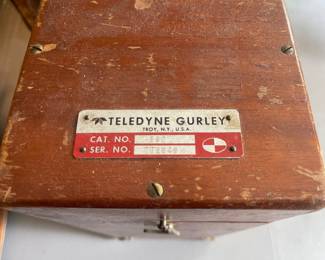 TELEDYNE GURLEY
TROY, N.Y., U.S.A.
CAT. NO.
SER. NO.